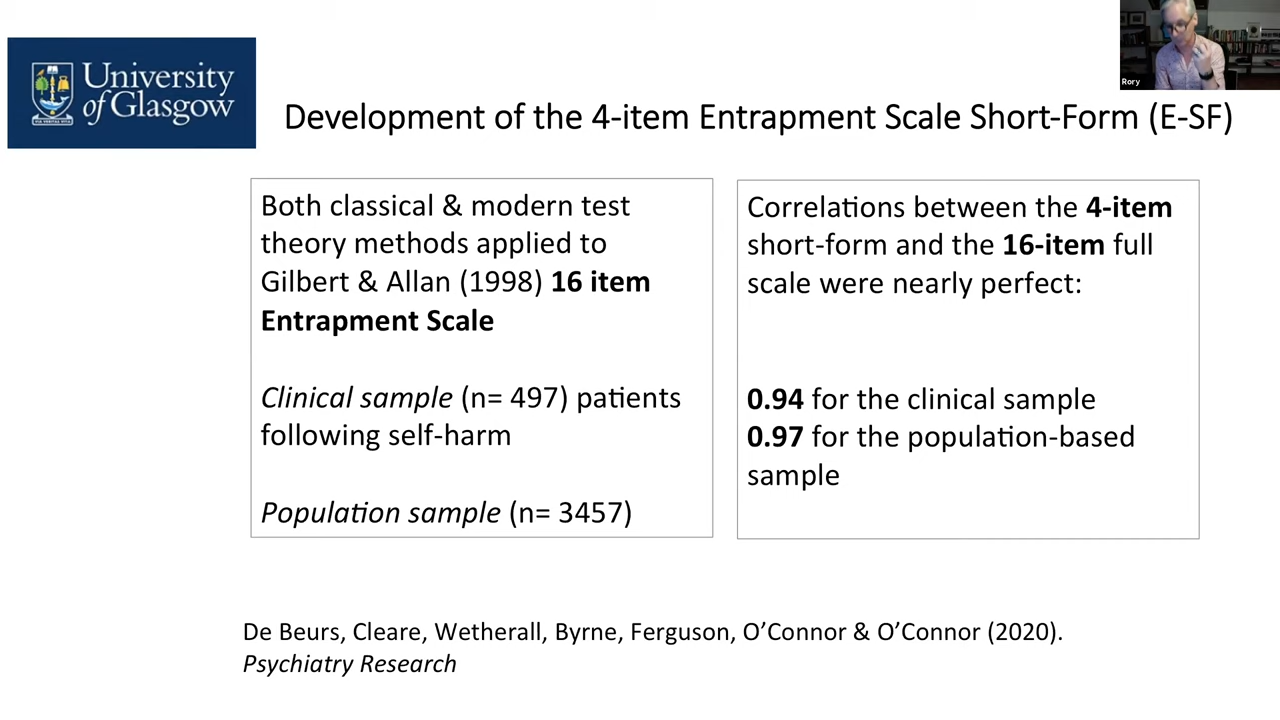 Rory
University
of Glasgow
Development of the 4-item Entrapment Scale Short-Form (E-SF)
Both classical & modern test
theory methods applied to
Gilbert & Allan (1998) 16 item
Entrapment Scale
Clinical sample (n= 497) patients
following self-harm
Population sample (n= 3457)
Correlations between the 4-item
short-form and the 16-item full
scale were nearly perfect:
0.94 for the clinical sample
0.97 for the population-based
sample
De Beurs, Cleare, Wetherall, Byrne, Ferguson, O’Connor & O’Connor (2020).
Psychiatry Research